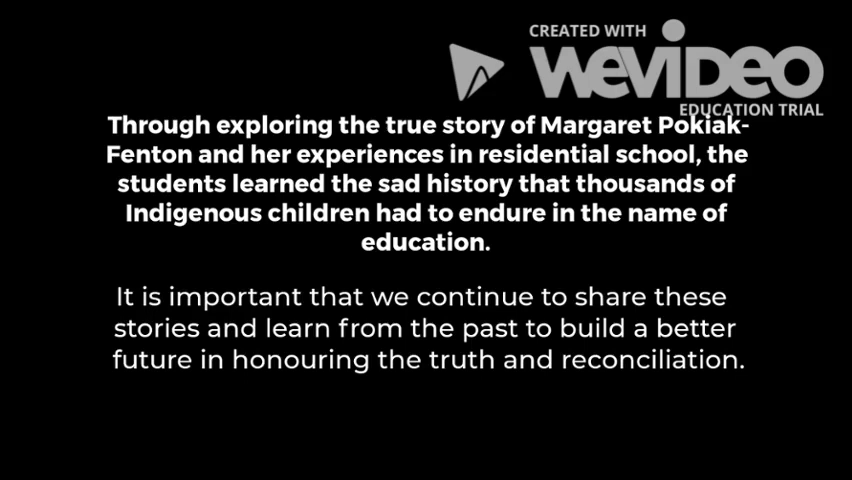 CREATED WITH
WEVIDEO
EDUCATION TRIAL
Through exploring the true story of Margaret Pokiak-
Fenton and her experiences in residential school, the
students learned the sad history that thousands of
Indigenous children had to endure in the name of
education.
It is important that we continue to share these
stories and learn from the past to build a better
future in honouring the truth and reconciliation.